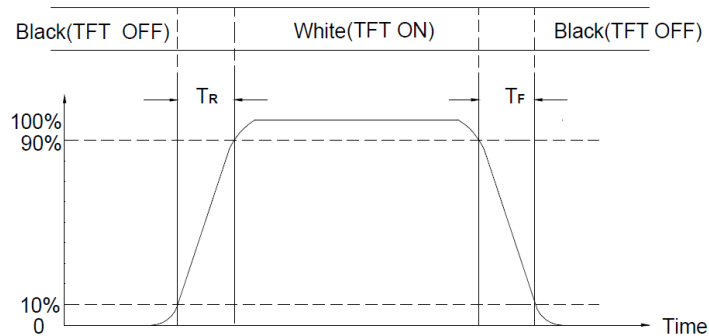 Black(TFT OFF) White(TFT ON) Black(TFT OFF)
TR TF
100%
90%
10%
0
Time